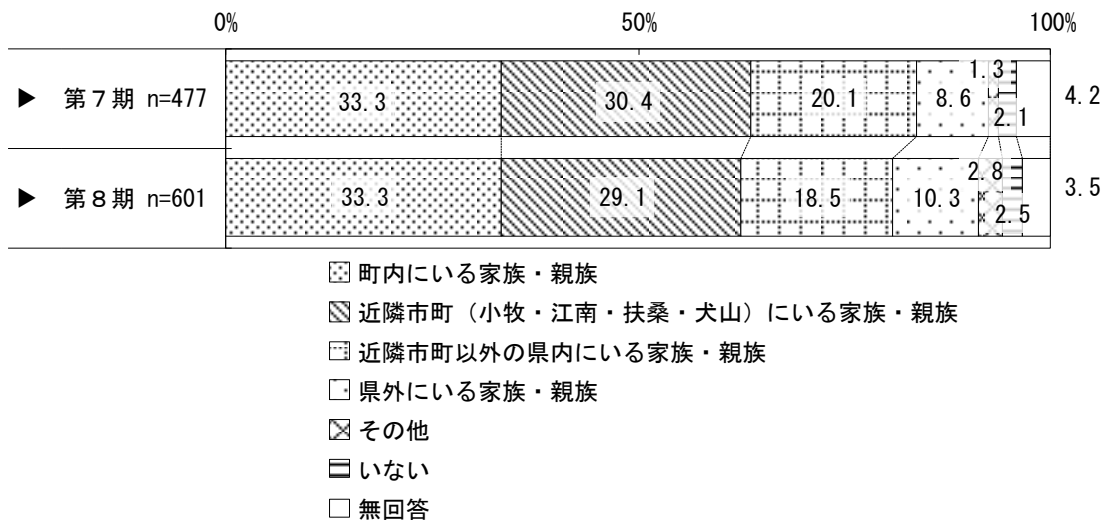 0% 50% 100%
▶ 第7期 n=477 33.3 30.4 20.1 8.6 1.3 2.1 4.2
▶ 第8期 n=601 33.3 29.1 18.5 10.3 2.8 2.5 3.5
町内にいる家族・親族
近隣市町（小牧・江南・扶桑・犬山）にいる家族・親族
近隣市町以外の県内にいる家族・親族
県外にいる家族・親族
その他
いない
無回答